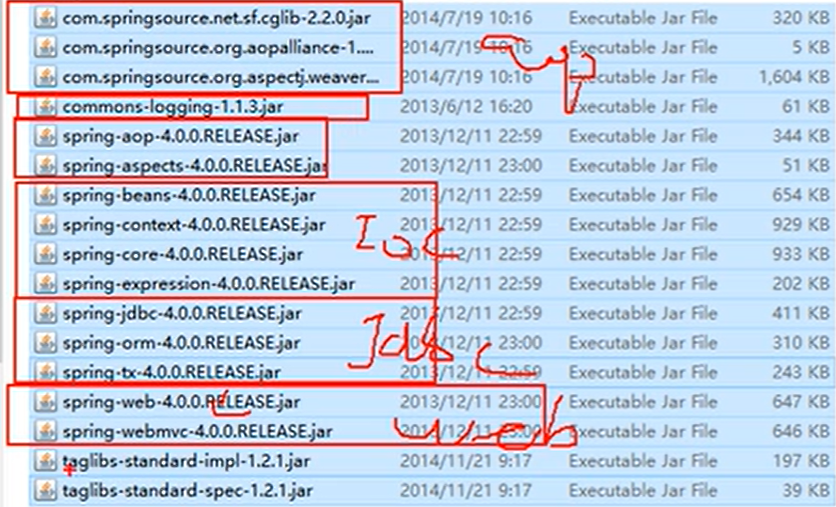 com.springsource.net.sf.cglib-2.2.0.jar 2014/7/19 10:16 Executable Jar File 320 KB
com.springsource.org.aopalliance-1.... 2014/7/19 10:16 Executable Jar File 5 KB
com.springsource.org.aspectj.weaver... 2014/7/19 10:16 Executable Jar File 1,604 KB
commons-logging-1.1.3.jar 2013/6/12 16:20 Executable Jar File 61 KB
spring-aop-4.0.0.RELEASE.jar 2013/12/11 22:59 Executable Jar File 344 KB
spring-aspects-4.0.0.RELEASE.jar 2013/12/11 23:00 Executable Jar File 51 KB
spring-beans-4.0.0.RELEASE.jar 2013/12/11 22:59 Executable Jar File 654 KB
spring-context-4.0.0.RELEASE.jar 2013/12/11 22:59 Executable Jar File 929 KB
Ioc
spring-core-4.0.0.RELEASE.jar 2013/12/11 22:59 Executable Jar File 933 KB
spring-expression-4.0.0.RELEASE.jar 2013/12/11 22:59 Executable Jar File 202 KB
spring-jdbc-4.0.0.RELEASE.jar 2013/12/11 22:59 Executable Jar File 411 KB
spring-orm-4.0.0.RELEASE.jar 2013/12/11 23:00 Executable Jar File 310 KB
Jdbc
spring-tx-4.0.0.RELEASE.jar 2013/12/11 22:59 Executable Jar File 243 KB
spring-web-4.0.0.RELEASE.jar 2013/12/11 23:00 Executable Jar File 647 KB
spring-webmvc-4.0.0.RELEASE.jar 2013/12/11 23:00 Executable Jar File 646 KB
web
taglibs-standard-impl-1.2.1.jar 2014/11/21 9:17 Executable Jar File 197 KB
taglibs-standard-spec-1.2.1.jar 2014/11/21 9:17 Executable Jar File 39 KB